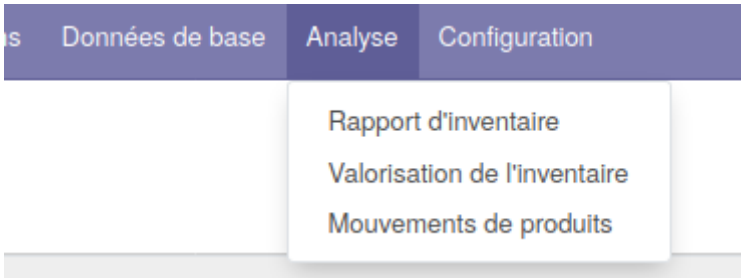 Données de base Analyse Configuration
Rapport d'inventaire
Valorisation de l'inventaire
Mouvements de produits